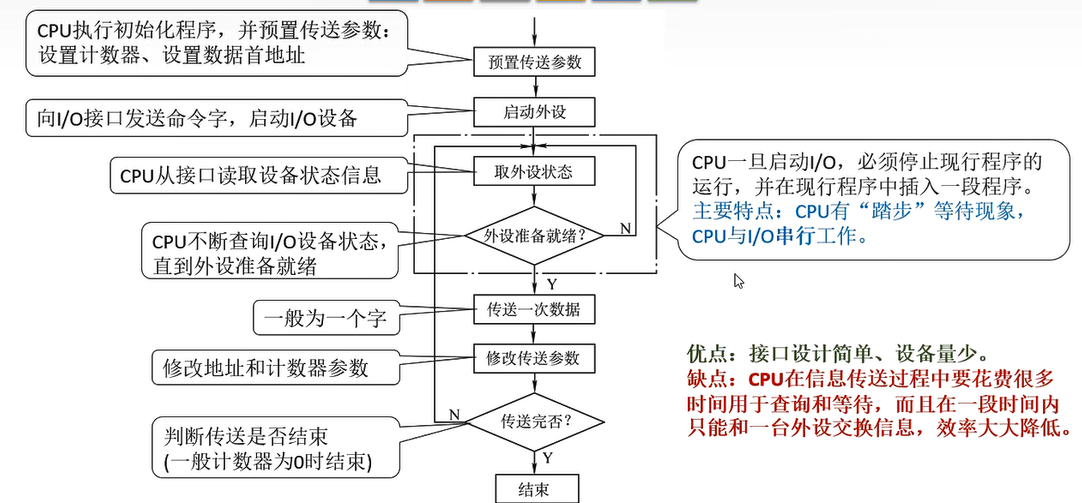 CPU执行初始化程序，并预置传送参数：
设置计数器、设置数据首地址
预置传送参数
向I/O接口发送命令字，启动I/O设备
启动外设
CPU从接口读取设备状态信息
取外设状态
CPU不断查询I/O设备状态，
直到外设准备就绪
外设准备就绪？
N
Y
CPU一旦启动I/O，必须停止现行程序的
运行，并在现行程序中插入一段程序。
主要特点：CPU有“踏步”等待现象，
CPU与I/O串行工作。
一般为一个字
传送一次数据
修改地址和计数器参数
修改传送参数
判断传送是否结束
(一般计数器为0时结束)
传送完否？
N
Y
结束
优点：接口设计简单、设备量少。
缺点：CPU在信息传送过程中要花费很多
时间用于查询和等待，而且在一段时间内
只能和一台外设交换信息，效率大大降低。